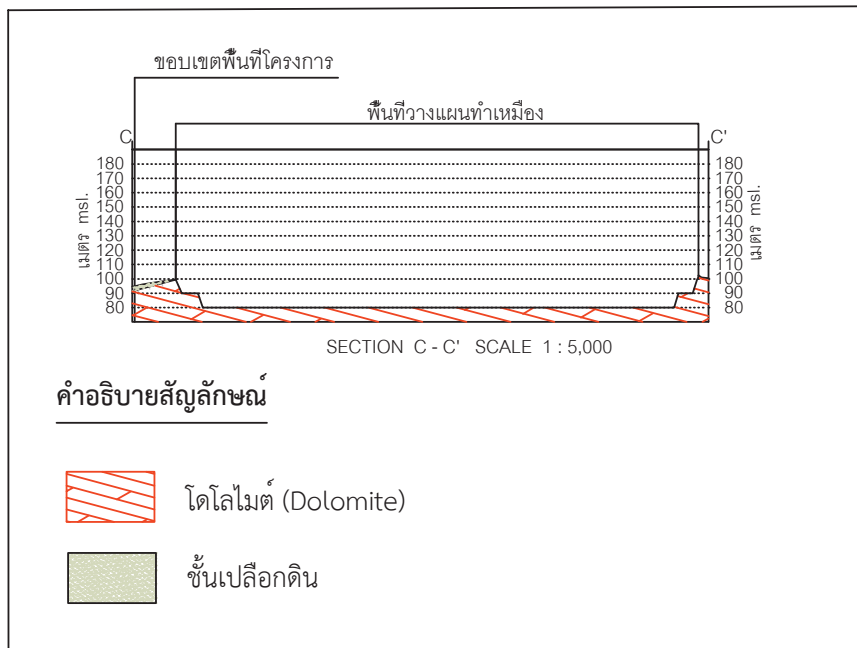 ขอบเขตพื้นที่โครงการ
พื้นที่วางแผนทำเหมือง
C C'
180 180
170 170
160 160
150 150
140 140
130 130
120 120
110 110
100 100
90 90
80 80
เมตร msl.
เมตร msl.
SECTION C - C' SCALE 1 : 5,000
คำอธิบายสัญลักษณ์
โดโลไมต์ (Dolomite)
ชั้นเปลือกดิน